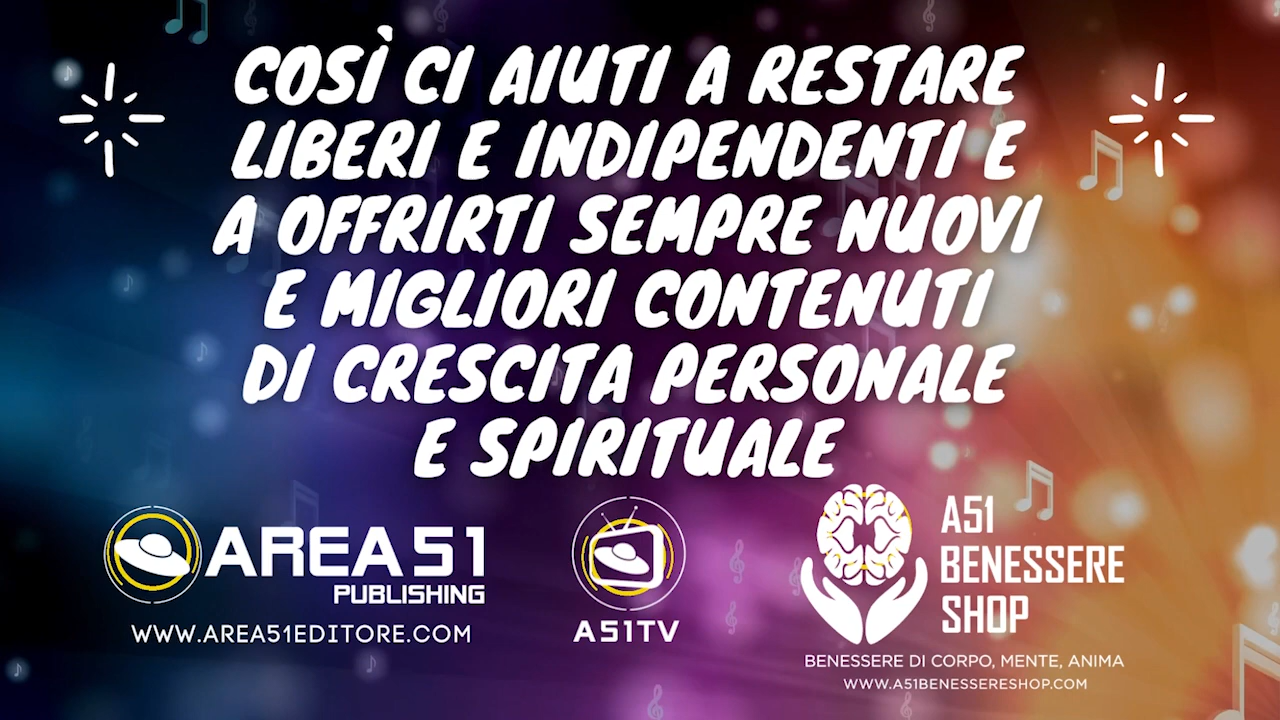 COSÌ CI AIUTI A RESTARE
LIBERI E INDIPENDENTI E
A OFFRIRTI SEMPRE NUOVI
E MIGLIORI CONTENUTI
DI CRESCITA PERSONALE
E SPIRITUALE
AREA51
PUBLISHING
WWW.AREA51EDITORE.COM
A51TV
A51
BENESSERE
SHOP
BENESSERE DI CORPO, MENTE, ANIMA
WWW.A51BENESSERESHOP.COM